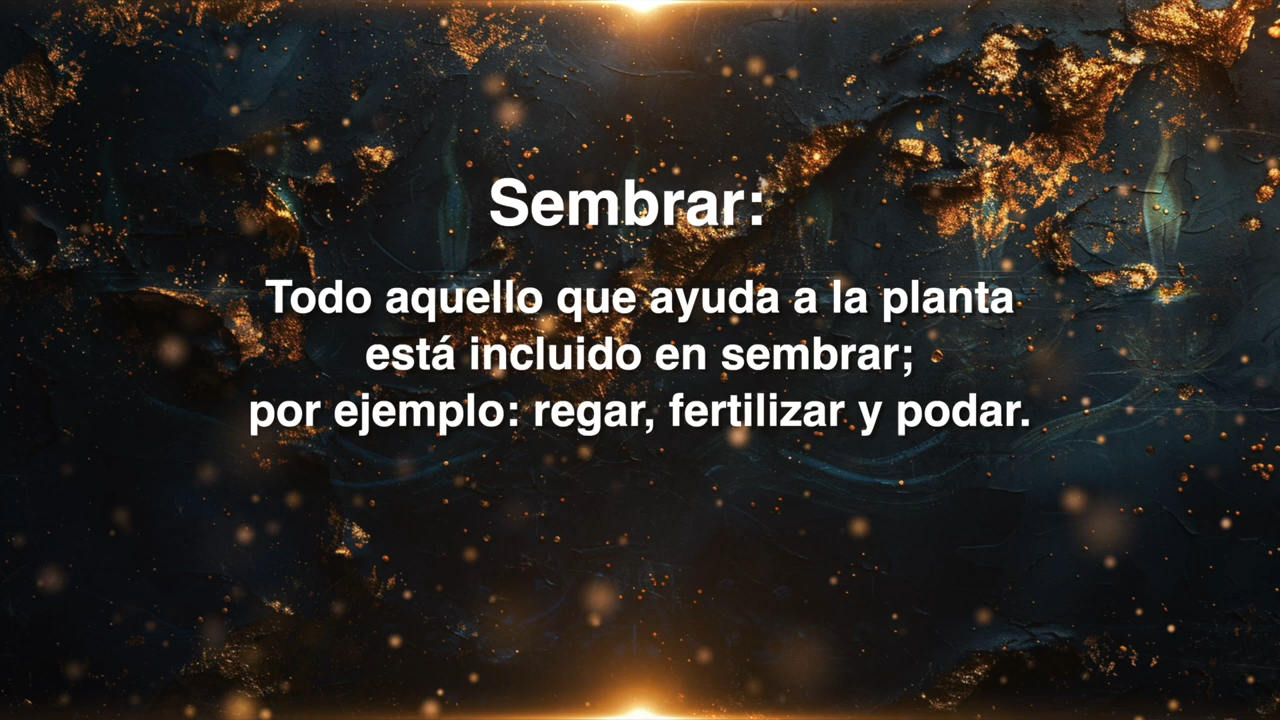 Sembrar:
Todo aquello que ayuda a la planta
está incluido en sembrar;
por ejemplo: regar, fertilizar y podar.